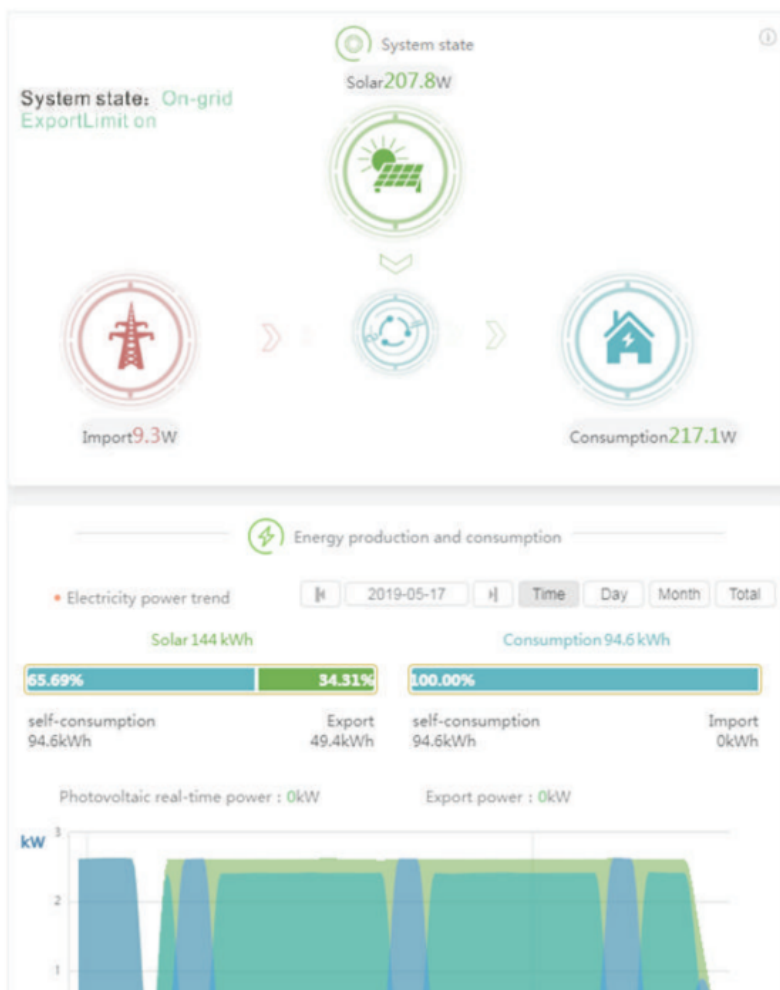 System state
Solar207.8W
System state: On-grid
ExportLimit on
Import9.3W
Consumption217.1W
Energy production and consumption
Electricity power trend
2019-05-17
Time
Day
Month
Total
Solar 144 kWh
Consumption 94.6 kWh
65.69%
34.31%
100.00%
self-consumption
Export
self-consumption
Import
94.6kWh
49.4kWh
94.6kWh
0kWh
Photovoltaic real-time power : 0kW
Export power : 0kW
kW
3
2
1